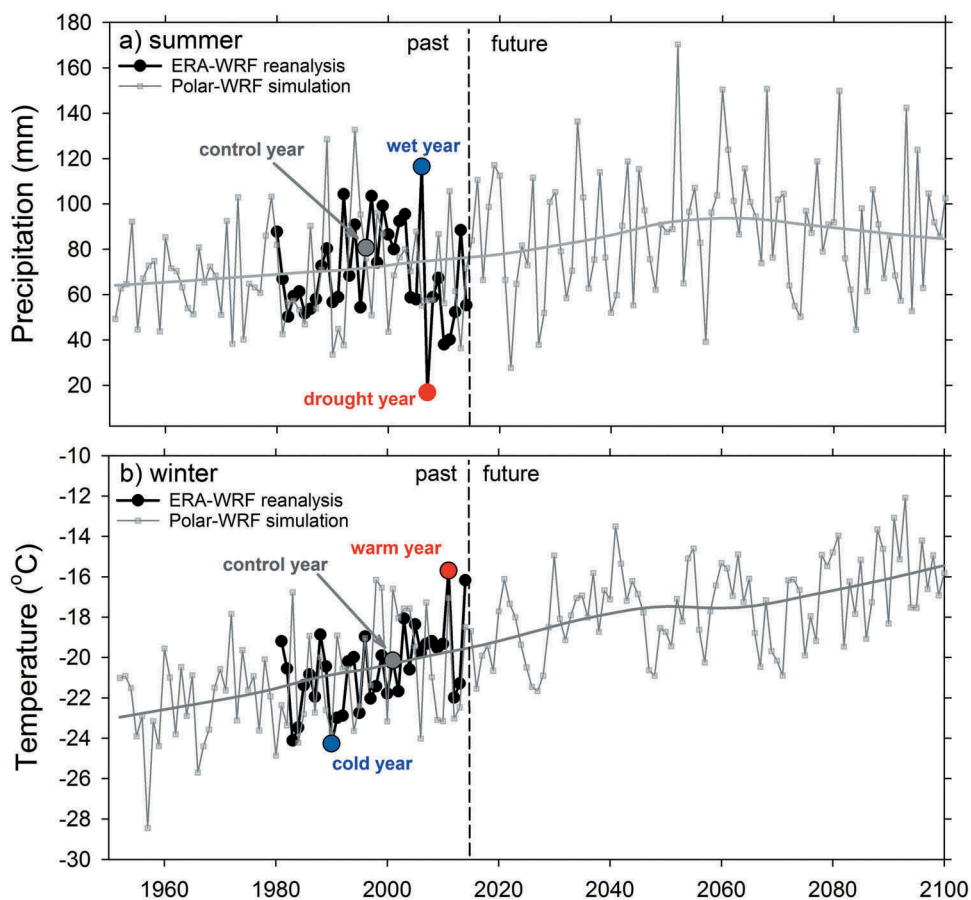 180
160
140
120
100
80
60
40
20
Precipitation (mm)
a) summer
past
future
ERA-WRF reanalysis
Polar-WRF simulation
control year
wet year
drought year
-10
-12
-14
-16
-18
-20
-22
-24
-26
-28
-30
Temperature (°C)
b) winter
past
future
ERA-WRF reanalysis
Polar-WRF simulation
warm year
control year
cold year
1960
1980
2000
2020
2040
2060
2080
2100